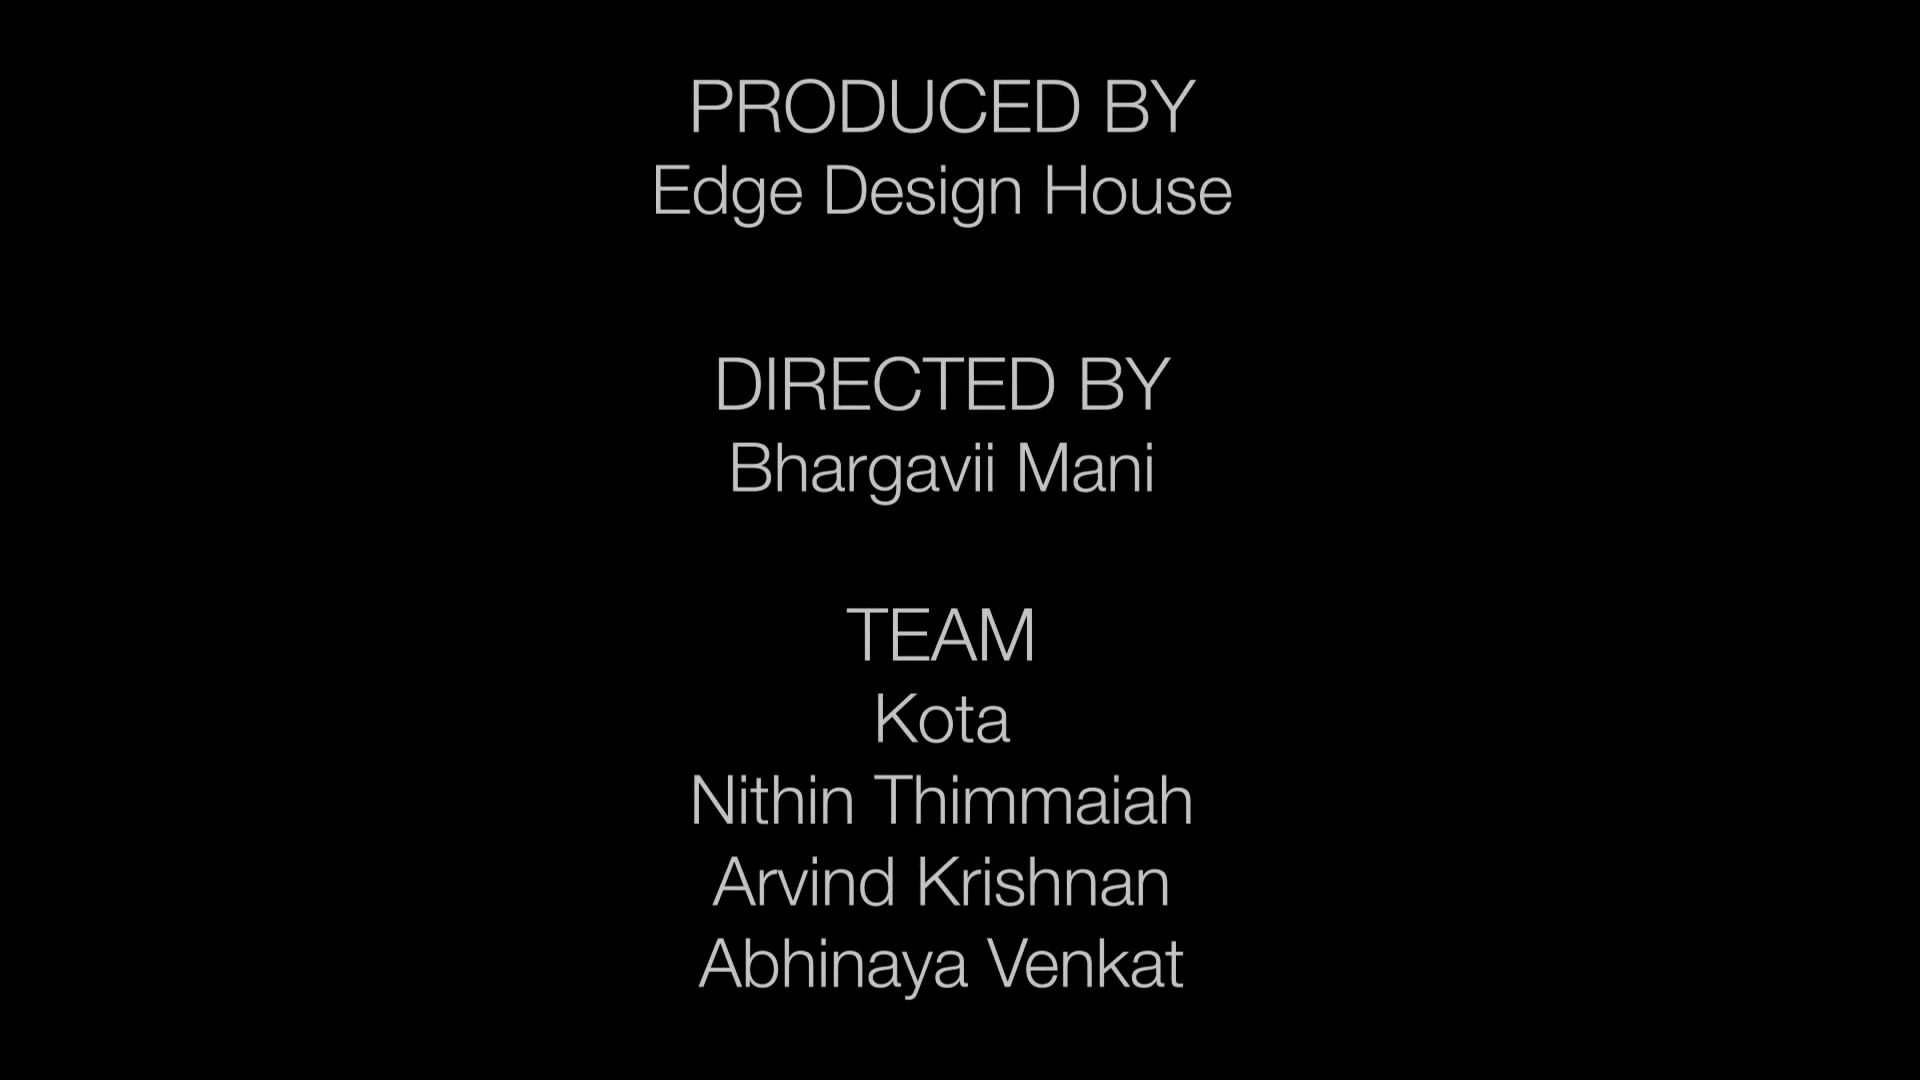 PRODUCED BY
Edge Design House
DIRECTED BY
Bhargavii Mani
TEAM
Kota
Nithin Thimmaiah
Arvind Krishnan
Abhinaya Venkat